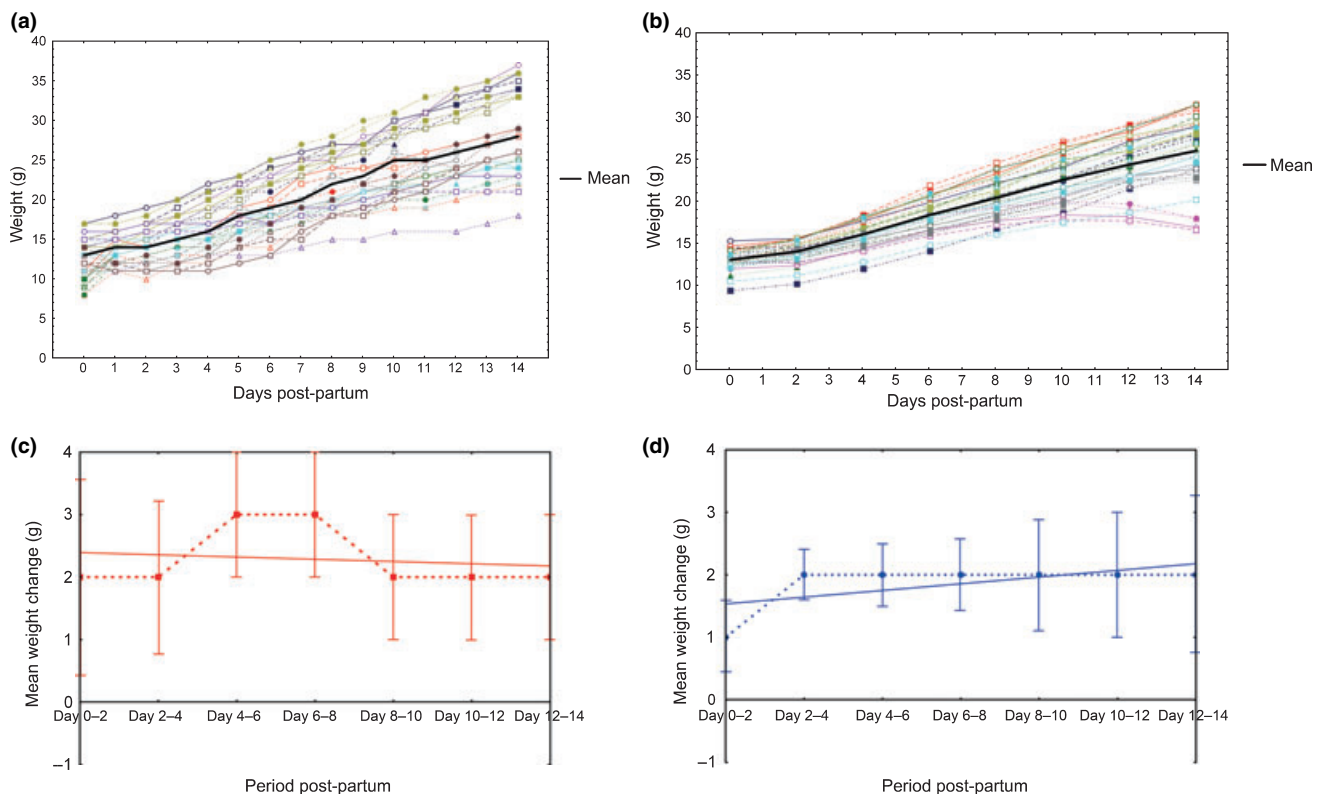 (a)
40
35
30
25
20
15
10
5
0
Weight (g)
0 1 2 3 4 5 6 7 8 9 10 11 12 13 14
Days post-partum
Mean
(b)
40
35
30
25
20
15
10
5
0
Weight (g)
0 1 2 3 4 5 6 7 8 9 10 11 12 13 14
Days post-partum
Mean
(c)
4
3
2
1
0
–1
Mean weight change (g)
Day 0–2 Day 2–4 Day 4–6 Day 6–8 Day 8–10 Day 10–12 Day 12–14
Period post-partum
(d)
4
3
2
1
0
–1
Mean weight change (g)
Day 0–2 Day 2–4 Day 4–6 Day 6–8 Day 8–10 Day 10–12 Day 12–14
Period post-partum